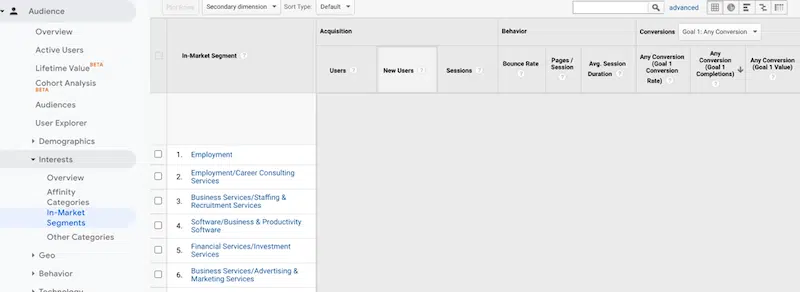 Audience
Overview
Active Users
Lifetime Value BETA
Cohort Analysis
BETA
Audiences
User Explorer
Demographics
Interests
Overview
Affinity
Categories
In-Market
Segments
Other Categories
Geo
Behavior
Technology
Plot Rows
Secondary dimension
Sort Type:
Default
advanced
In-Market Segment ?
Acquisition
Behavior
Conversions
Goal 1: Any Conversion
Users ?
New Users ?
Sessions ?
Bounce Rate
?
Pages /
Session
?
Avg. Session
Duration
?
Any Conversion
(Goal 1
Conversion
Rate) ?
Any
Conversion
(Goal 1
Completions)
?
Any Conversion
(Goal 1 Value)
?
1. Employment
2. Employment/Career Consulting
Services
3. Business Services/Staffing &
Recruitment Services
4. Software/Business & Productivity
Software
5. Financial Services/Investment
Services
6. Business Services/Advertising &
Marketing Services